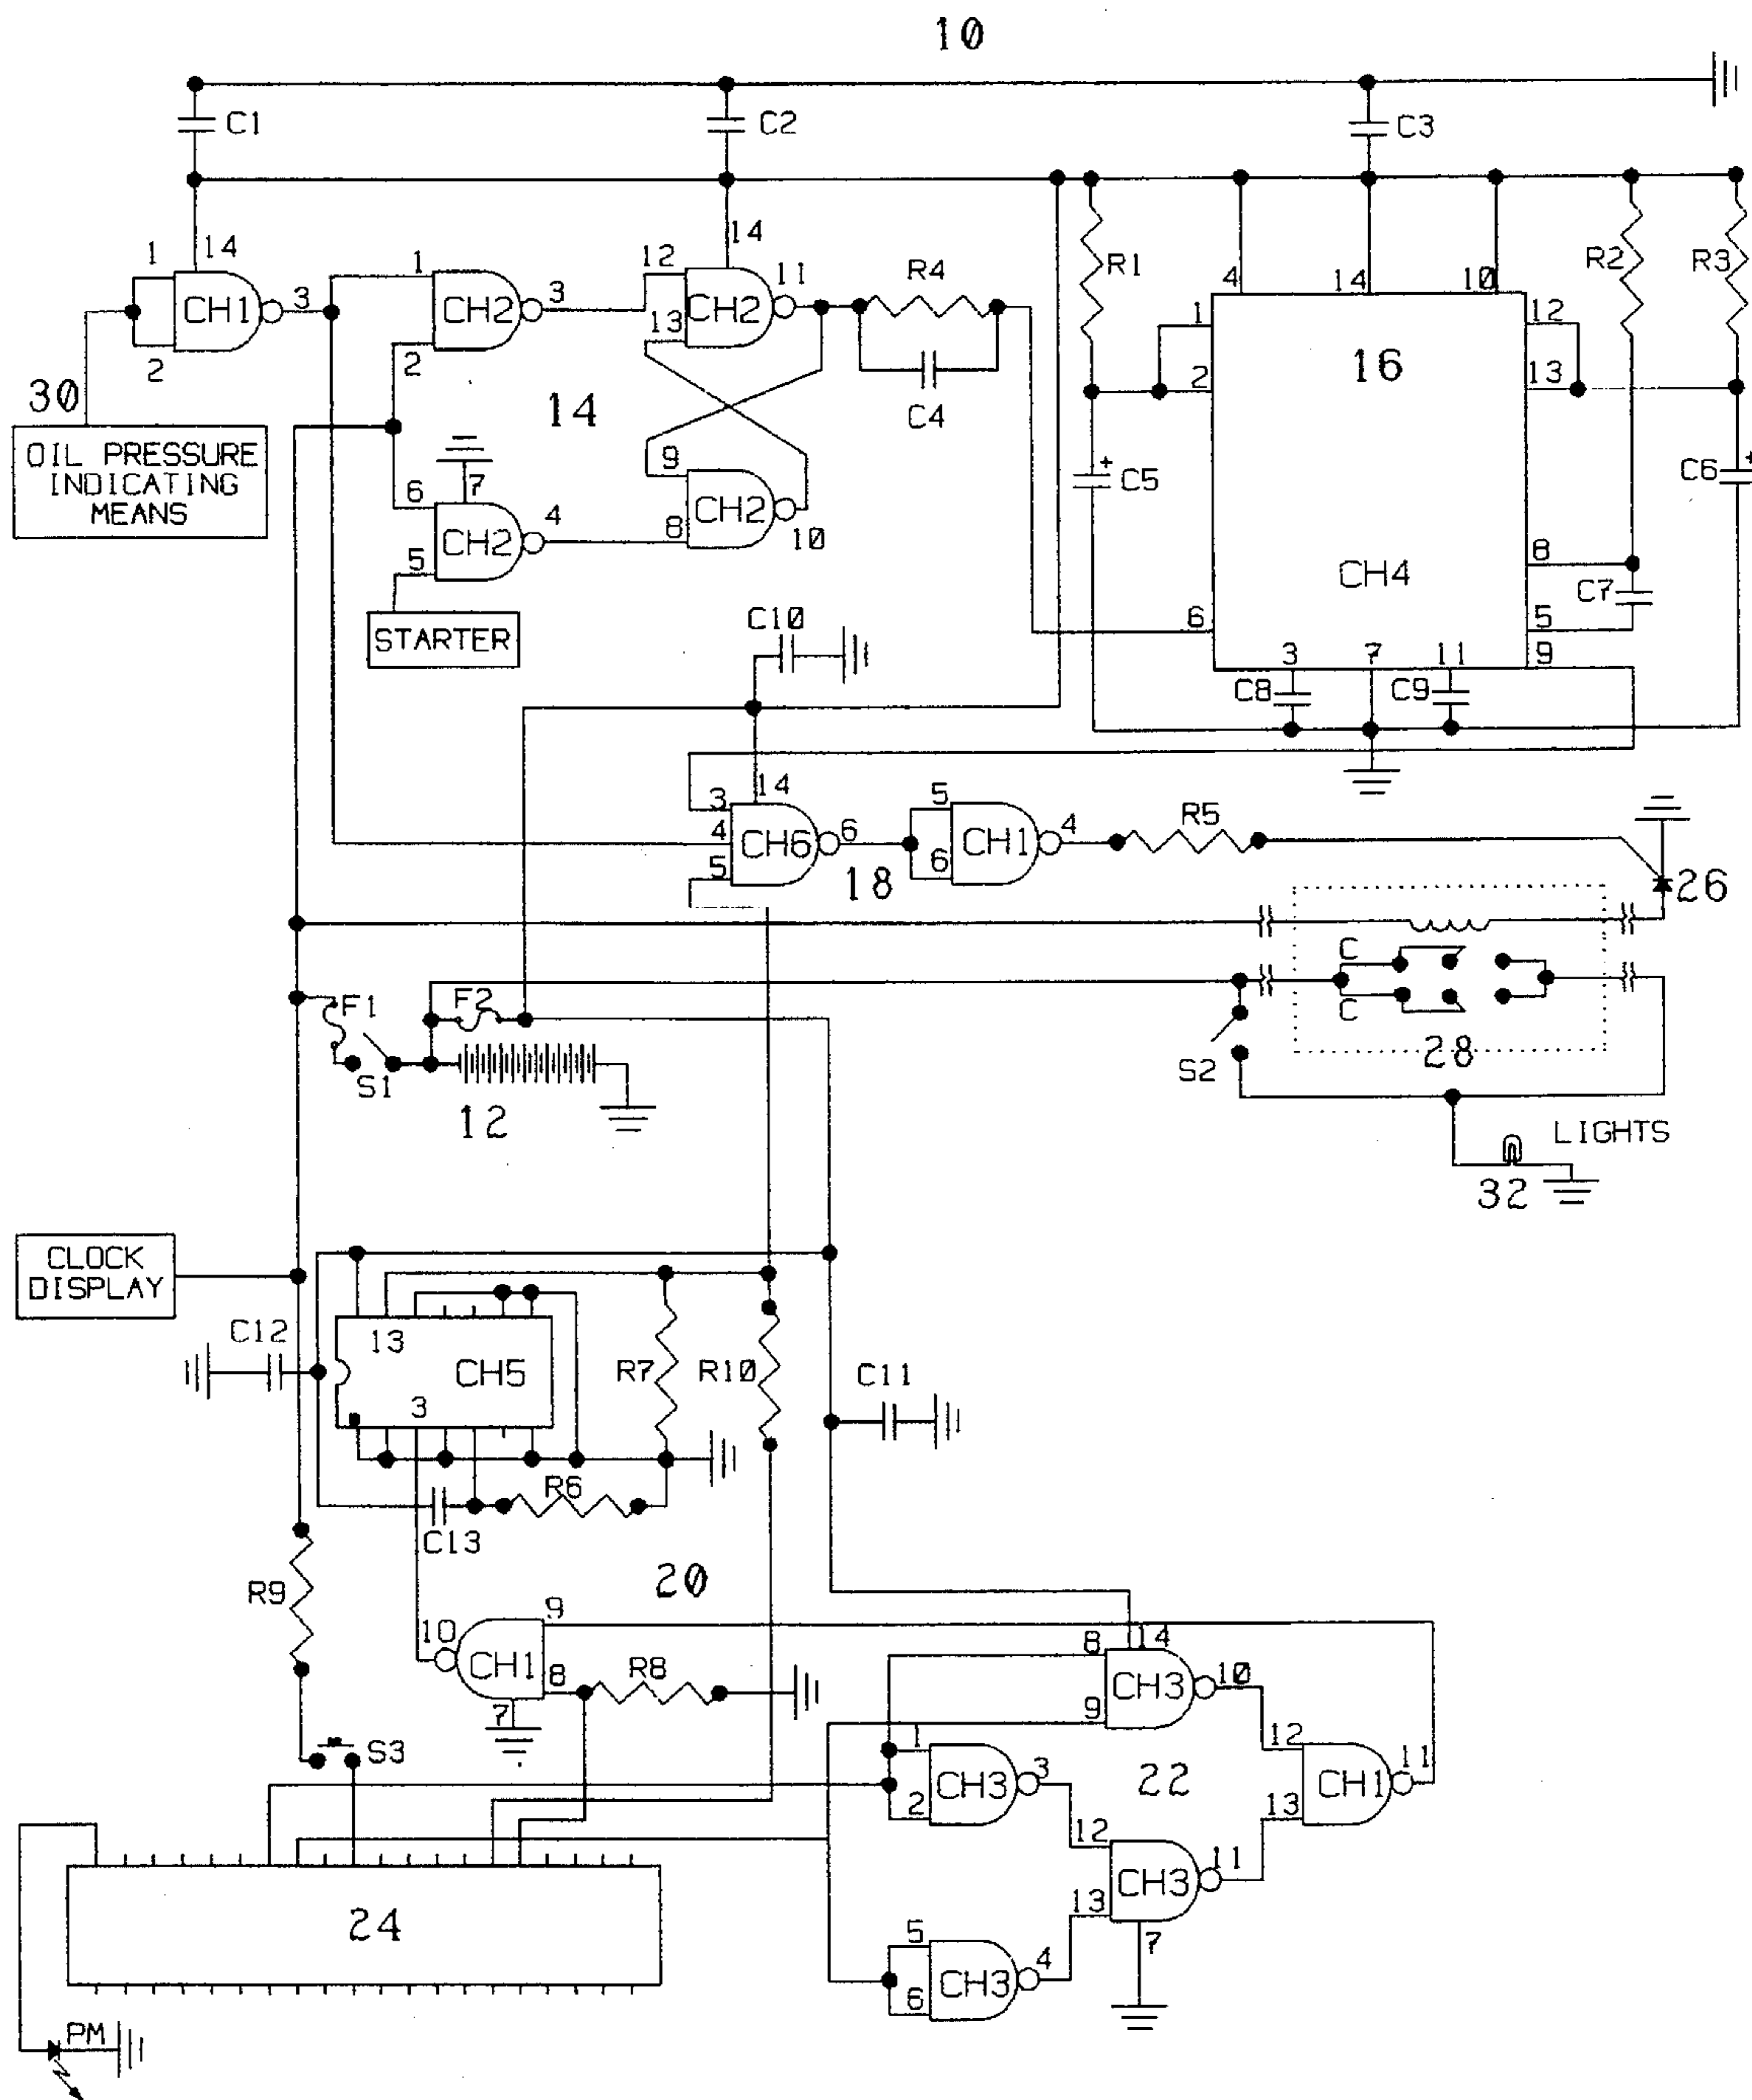 10
C1
C2
C3
1
14
3
CH1
2
30
OIL PRESSURE
INDICATING
MEANS
1
CH2
3
2
14
12
14
11
CH2
13
R4
C4
R1
R2
R3
4
14
10
1
12
16
2
13
C5
C6
9
CH2
8
10
7
6
4
CH2
5
STARTER
CH4
8
C7
6
5
3
7
11
9
C8
C9
C10
14
3
4
CH6
6
5
18
5
CH1
4
6
R5
26
C
C
28
F1
F2
S1
12
S2
LIGHTS
32
CLOCK
DISPLAY
C12
13
CH5
3
R7
R10
C11
R6
C13
20
R9
9
10
CH1
8
R8
7
S3
8
14
CH3
10
9
1
CH3
3
2
22
12
11
CH1
13
12
11
CH3
13
7
5
CH3
4
6
24
PM